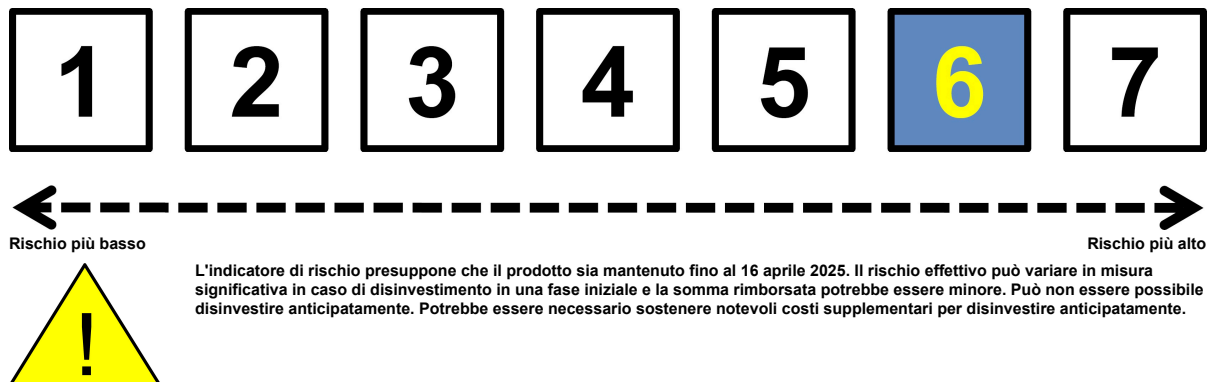 1 2 3 4 5 6 7
Rischio più basso Rischio più alto
L'indicatore di rischio presuppone che il prodotto sia mantenuto fino al 16 aprile 2025. Il rischio effettivo può variare in misura
significativa in caso di disinvestimento in una fase iniziale e la somma rimborsata potrebbe essere minore. Può non essere possibile
disinvestire anticipatamente. Potrebbe essere necessario sostenere notevoli costi supplementari per disinvestire anticipatamente.
!